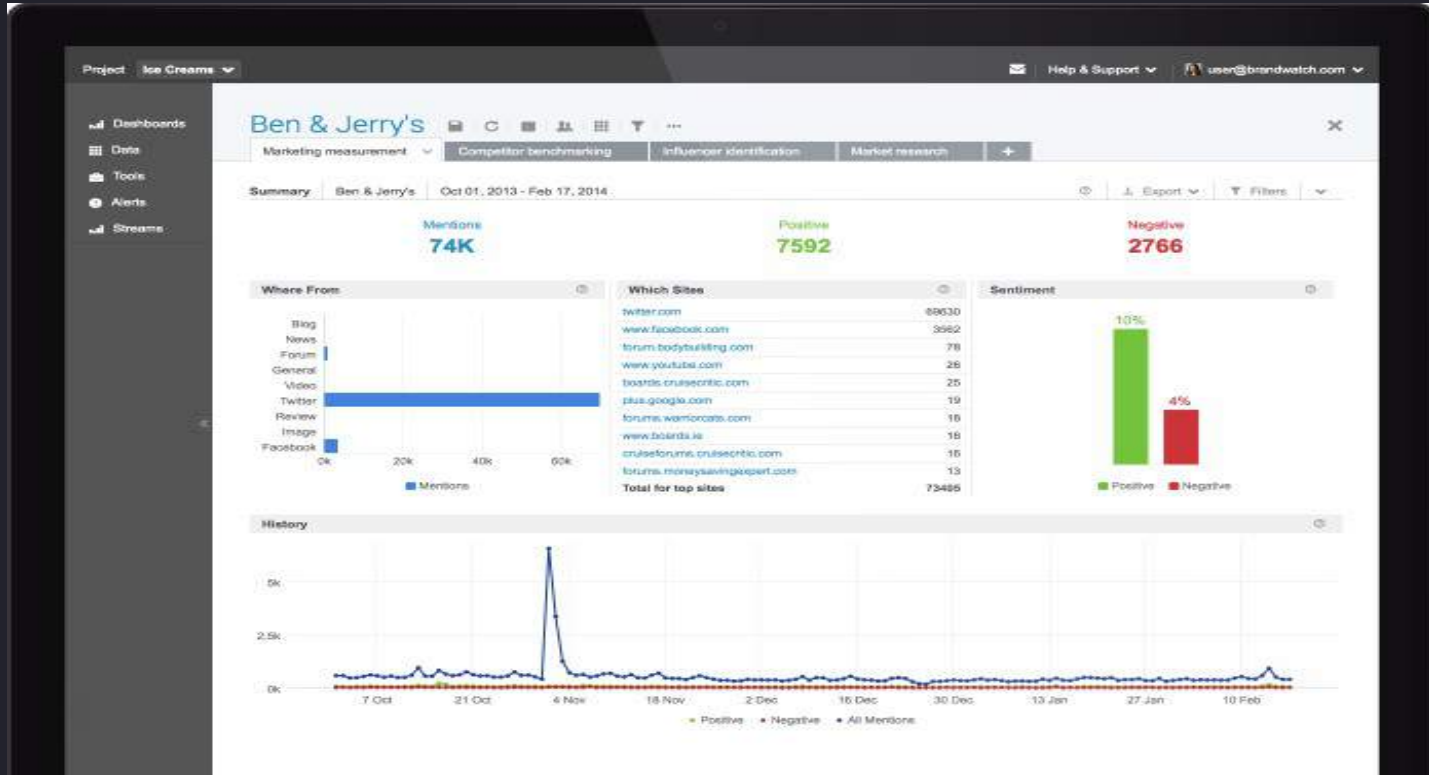 Project Ice Creams
Help & Support user@brandwatch.com
Dashboards
Data
Tools
Alerts
Streams
Ben & Jerry's
Marketing measurement Competitor benchmarking Influencer identification Market research +
Summary Ben & Jerry's Oct 01, 2013 - Feb 17, 2014 Export Filters
Mentions Positive Negative
74K 7592 2766
Where From
Blog
News
Forum
General
Video
Twitter
Review
Image
Facebook
0k 20k 40k 60k
Mentions
Which Sites
twitter.com 69630
www.facebook.com 3562
forum.bodybuilding.com 78
www.youtube.com 26
boards.cruisecritic.com 25
plus.google.com 19
forums.warriorcats.com
www.boards.ie
cruiseforums.cruisecritic.com
forums.moneysavingexpert.com 13
Total for top sites
Sentiment
10%
4%
Positive Negative
History
5k
2.5k
0k
7 Oct 21 Oct 4 Nov 18 Nov 2 Dec 16 Dec 30 Dec 13 Jan 27 Jan 10 Feb
Positive Negative All Mentions